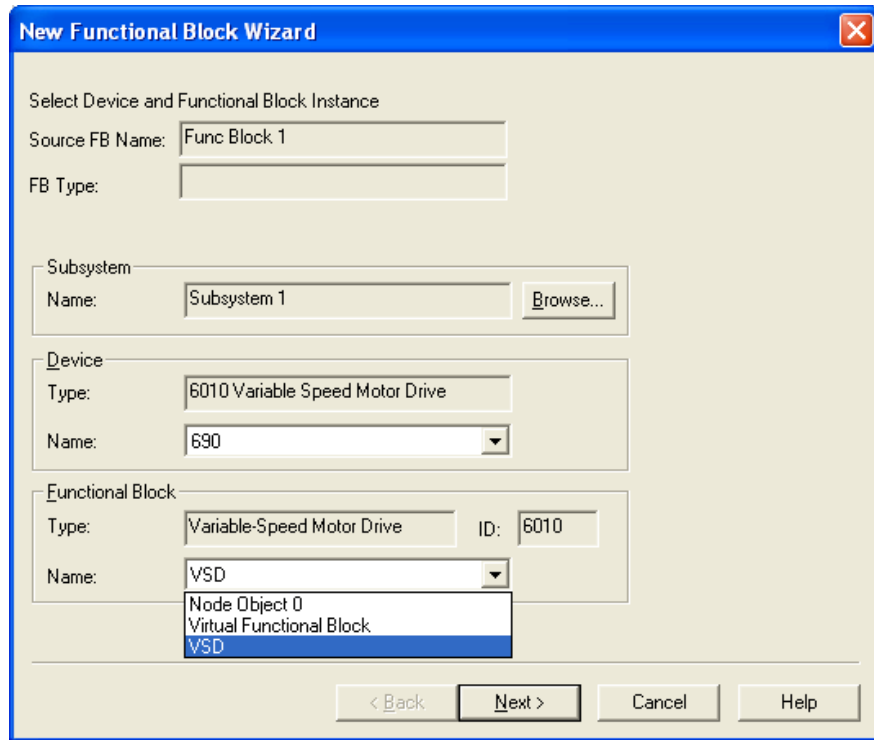 New Functional Block Wizard
Select Device and Functional Block Instance
Source FB Name: Func Block 1
FB Type:
Subsystem
Name: Subsystem 1 Browse...
Device
Type: 6010 Variable Speed Motor Drive
Name: 690
Functional Block
Type: Variable-Speed Motor Drive ID: 6010
Name: VSD
Node Object 0
Virtual Functional Block
VSD
< Back Next > Cancel Help